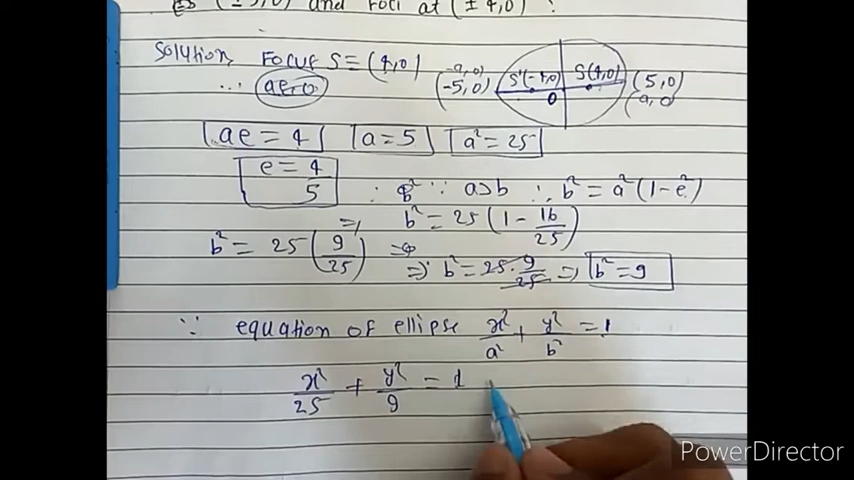 (± 5,0) and Foci at (± 4,0) :
Solution, Focus S = (4,0)
(-a,0)
(-5,0)
S'(-4,0) S(4,0)
0
(5,0)
(a,0
∴ (ae,0)
ae = 4 a = 5 a² = 25
e = 4/5
∵ a>b ∴ b² = a²(1-e²)
b² = 25 (1 - 16/25)
b² = 25 (9/25) ⇒
⇒ b² = 25.9/25 ⇒ b² = 9
∵ equation of ellipse x²/a² + y²/b² = 1
x²/25 + y²/9 = 1
PowerDirector